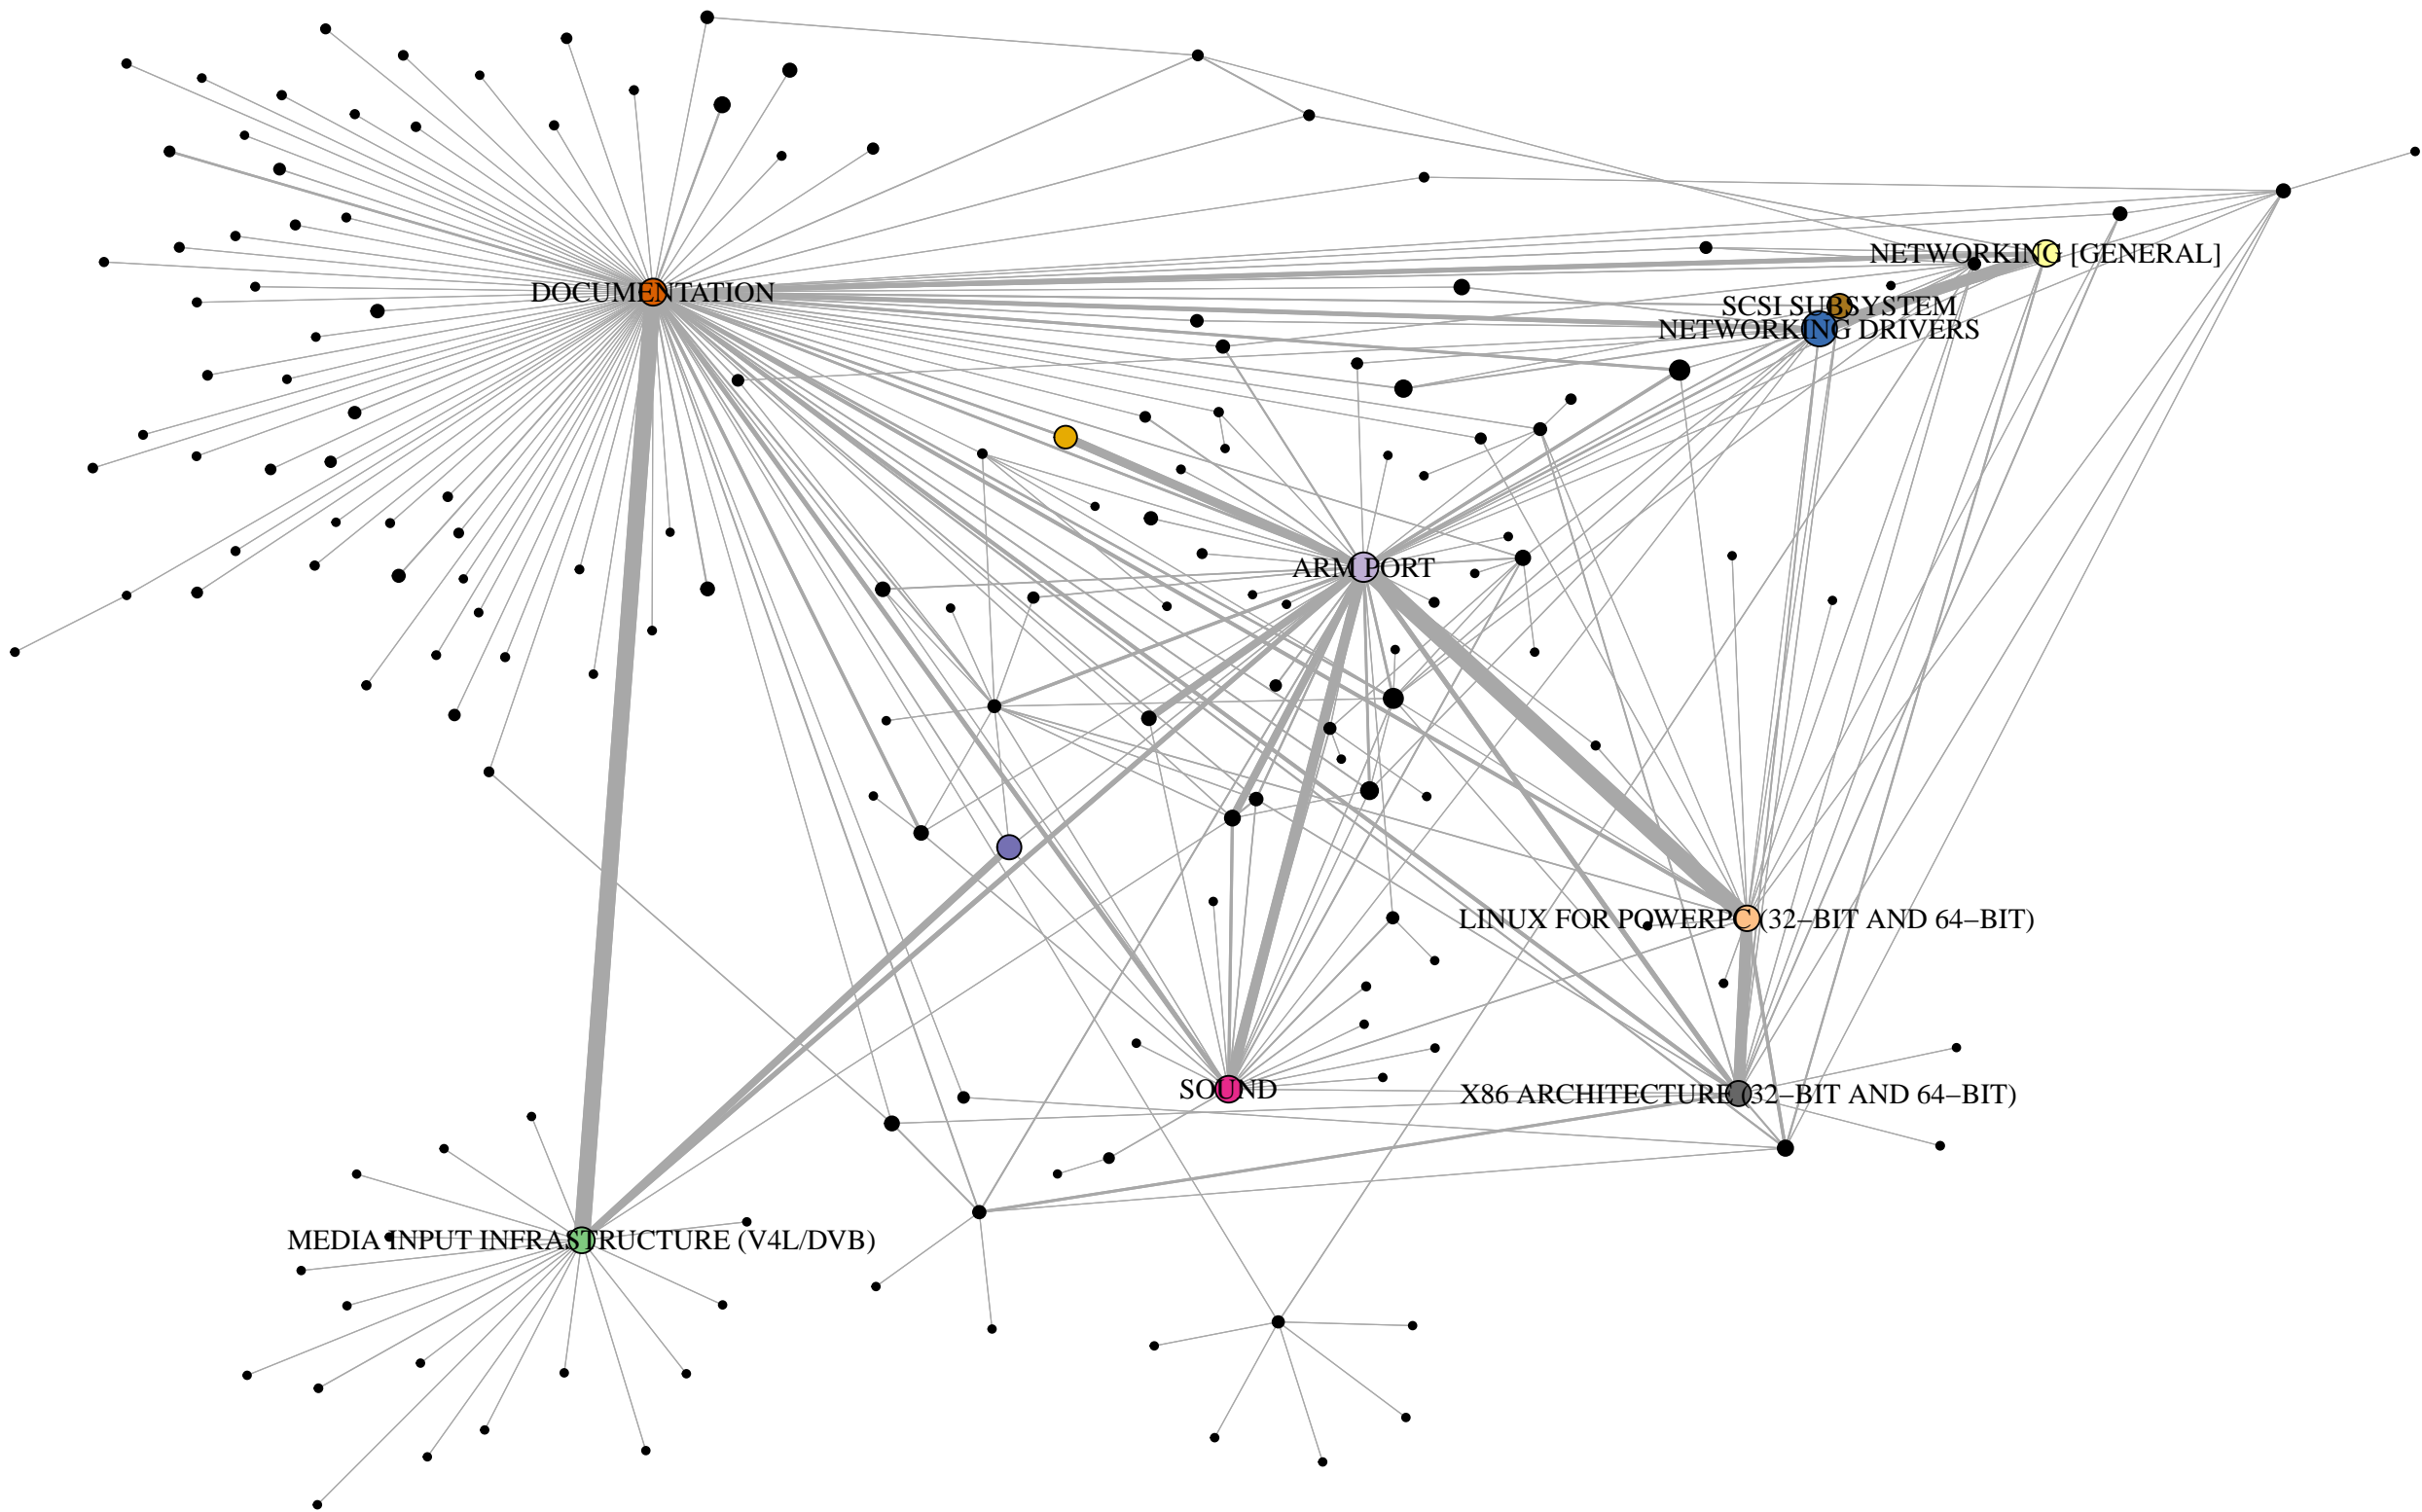 NETWORKING [GENERAL]
DOCUMENTATION
SCSI SUBSYSTEM
NETWORKING DRIVERS
ARM PORT
LINUX FOR POWERPC (32−BIT AND 64−BIT)
SOUND
X86 ARCHITECTURE (32−BIT AND 64−BIT)
MEDIA INPUT INFRASTRUCTURE (V4L/DVB)